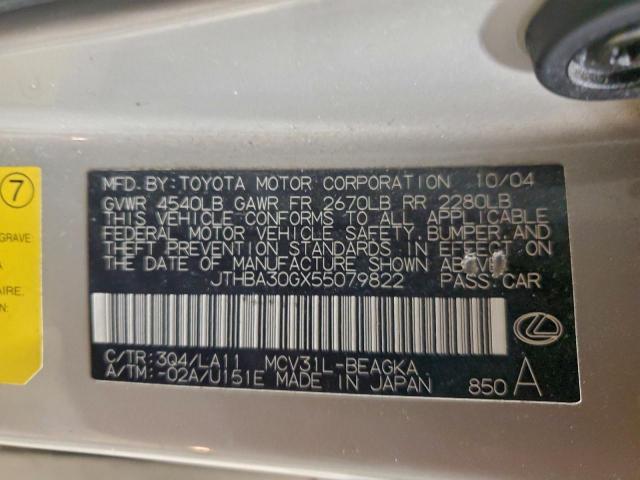 7
GRAVE:
A
AIRE,
MFD. BY: TOYOTA MOTOR CORPORATION 10/04
GVWR 4540LB GAWR FR 2670LB RR 2280LB
THIS VEHICLE CONFORMS TO ALL APPLICABLE
FEDERAL MOTOR VEHICLE SAFETY, BUMPER, AND
THEFT PREVENTION STANDARDS IN EFFECT ON
THE DATE OF MANUFACTURE SHOWN ABOVE.
JTHBA30GX55079822 PASS.CAR
C/TR: 3Q4/LA11 MCV31L-BEAGKA
A/TM: -02A/U151E MADE IN JAPAN 850 A